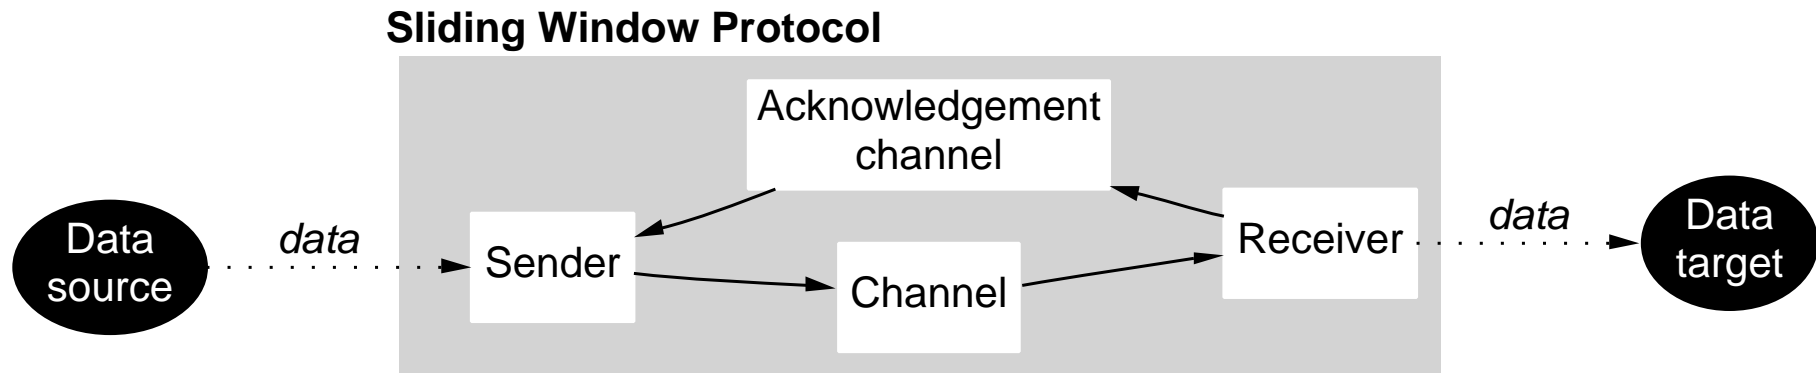 Sliding Window Protocol
Acknowledgement
channel
Data
source
data
Sender
Channel
Receiver
data
Data
target